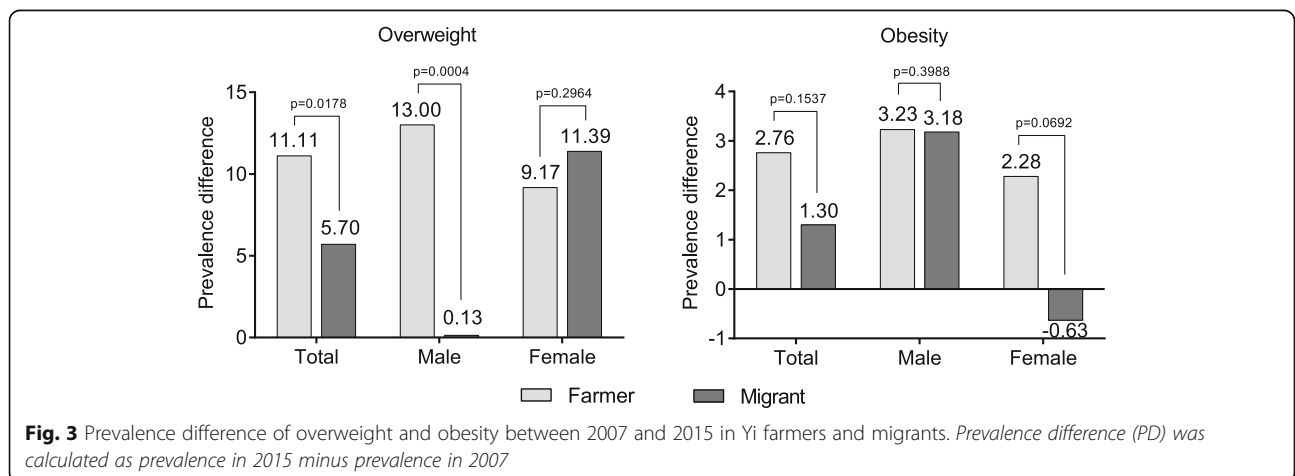 Overweight
Prevalence difference
15
10
5
0
p=0.0178
11.11
5.70
p=0.0004
13.00
0.13
p=0.2964
9.17
11.39
Total
Male
Female
Obesity
Prevalence difference
4
3
2
1
0
-1
p=0.1537
2.76
1.30
p=0.3988
3.23
3.18
p=0.0692
2.28
-0.63
Total
Male
Female
Farmer
Migrant
Fig. 3 Prevalence difference of overweight and obesity between 2007 and 2015 in Yi farmers and migrants. Prevalence difference (PD) was
calculated as prevalence in 2015 minus prevalence in 2007